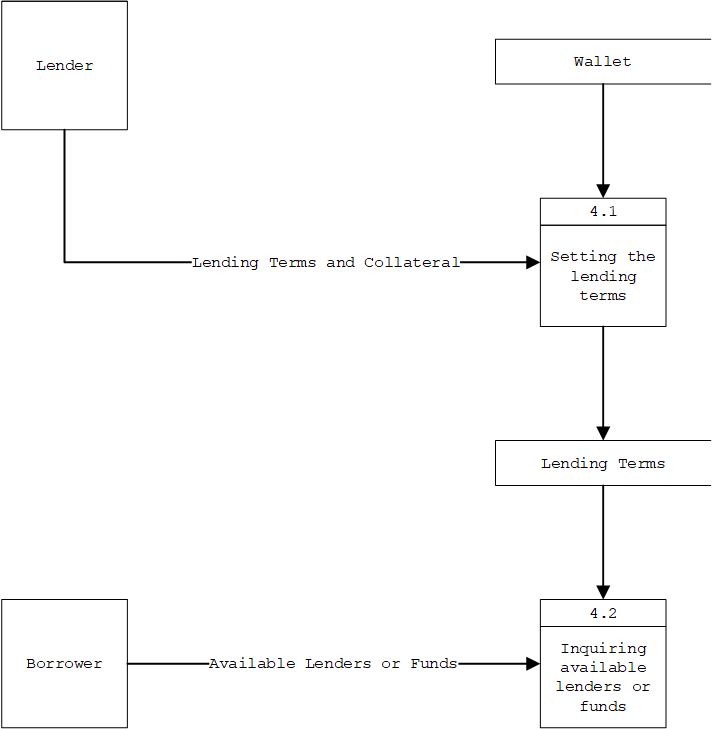 Lender
Wallet
4.1
Setting the
lending
terms
Lending Terms and Collateral
Lending Terms
4.2
Inquiring
available
lenders or
funds
Borrower
Available Lenders or Funds